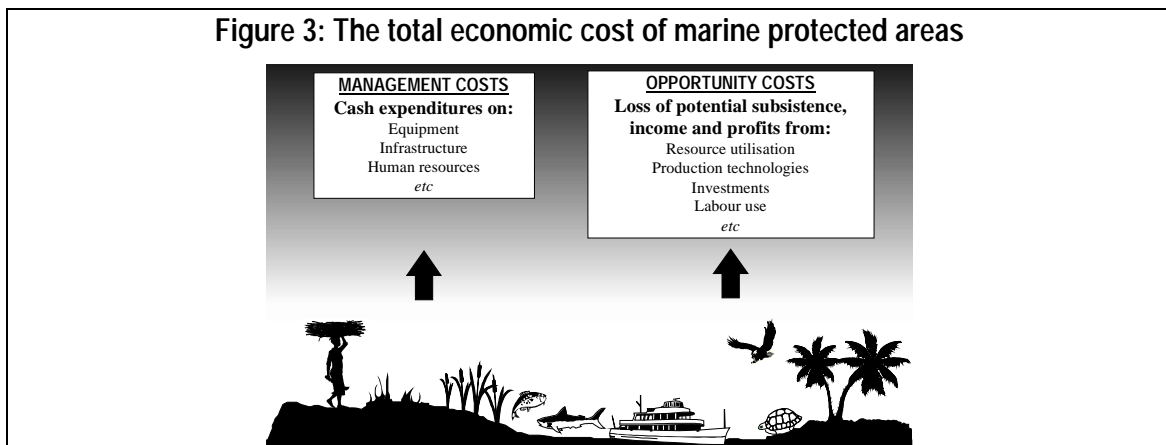 Figure 3: The total economic cost of marine protected areas
MANAGEMENT COSTS
Cash expenditures on:
Equipment
Infrastructure
Human resources
etc
OPPORTUNITY COSTS
Loss of potential subsistence,
income and profits from:
Resource utilisation
Production technologies
Investments
Labour use
etc